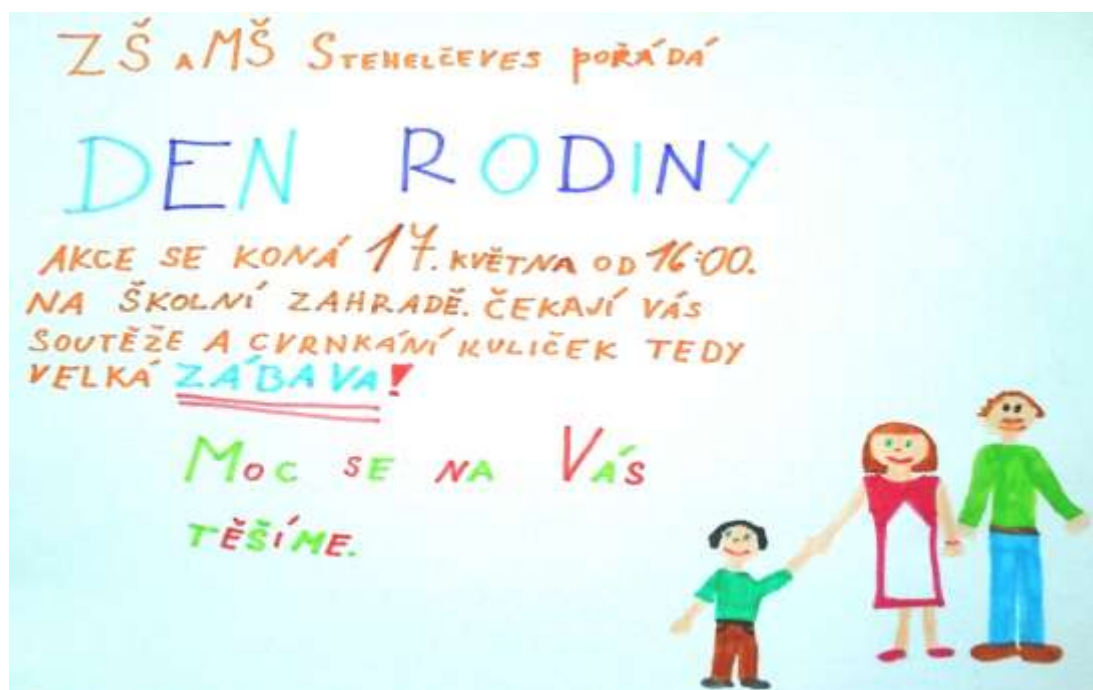 ZŠ A MŠ STEHELČEVES POŘÁDÁ
DEN RODINY
AKCE SE KONÁ 17. KVĚTNA OD 16:00.
NA ŠKOLNÍ ZAHRADĚ. ČEKAJÍ VÁS
SOUTĚŽE A CVRNKÁNÍ KULIČEK TEDY
VELKÁ ZÁBAVA!
MOC SE NA VÁS
TĚŠÍME.